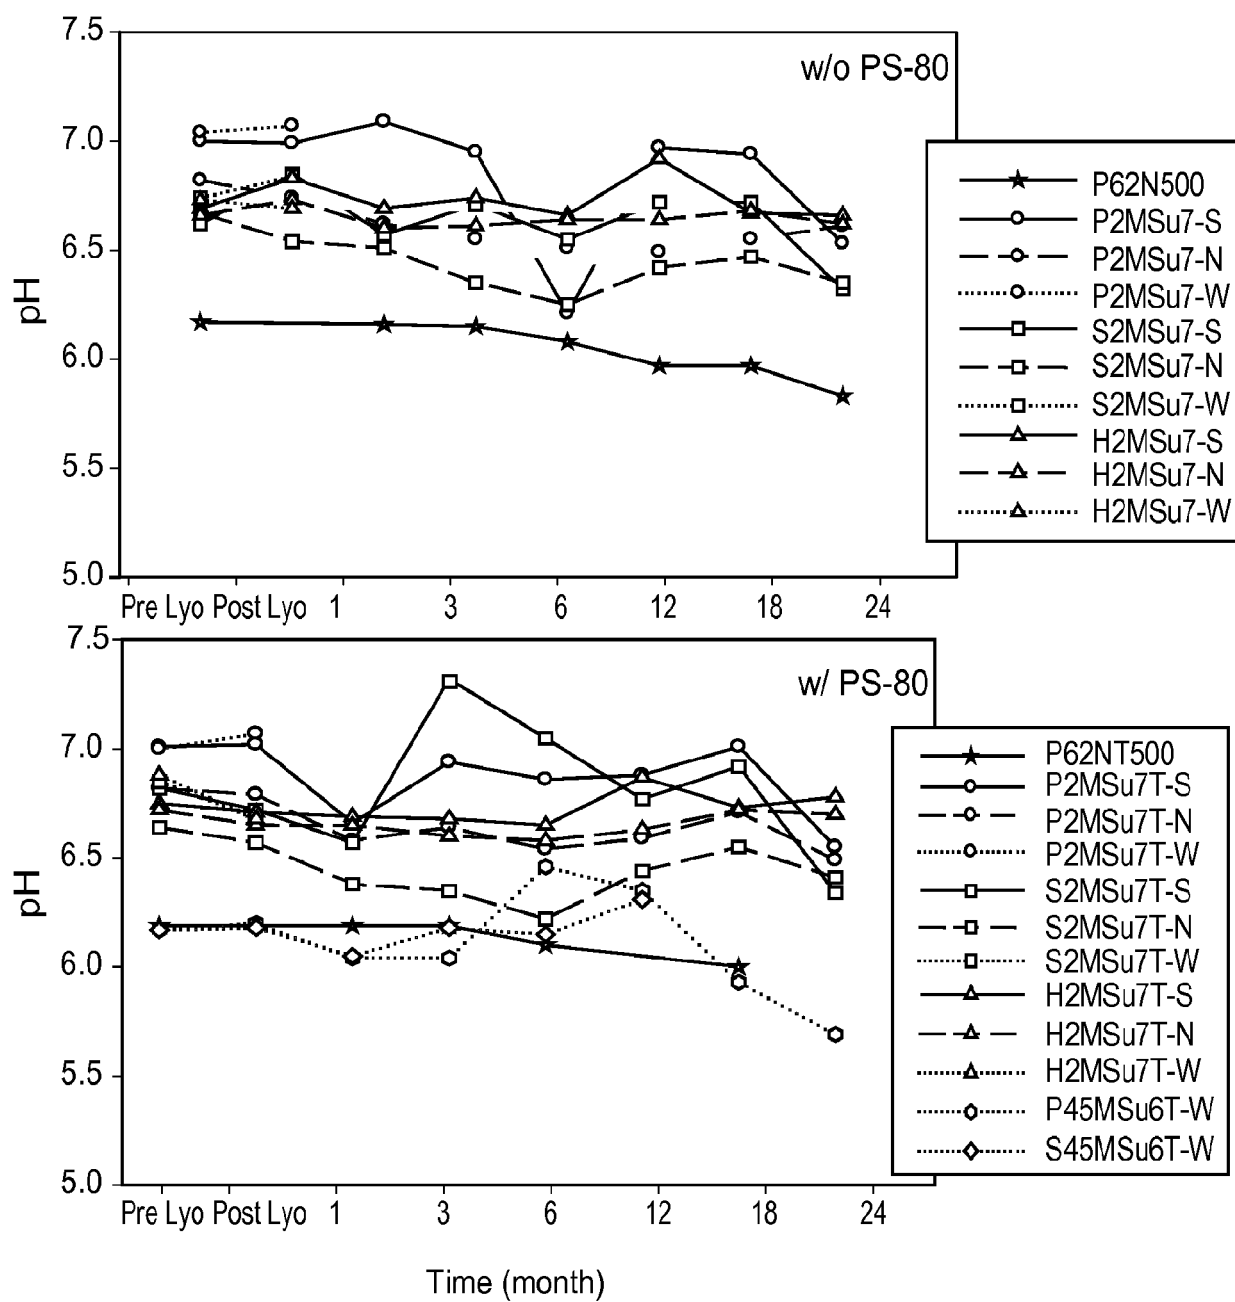 7.5
w/o PS-80
7.0
6.5
pH
6.0
5.5
5.0
P62N500
P2MSu7-S
P2MSu7-N
P2MSu7-W
S2MSu7-S
S2MSu7-N
S2MSu7-W
H2MSu7-S
H2MSu7-N
H2MSu7-W
Pre Lyo Post Lyo 1 3 6 12 18 24
7.5
w/ PS-80
7.0
6.5
pH
6.0
5.5
5.0
P62NT500
P2MSu7T-S
P2MSu7T-N
P2MSu7T-W
S2MSu7T-S
S2MSu7T-N
S2MSu7T-W
H2MSu7T-S
H2MSu7T-N
H2MSu7T-W
P45MSu6T-W
S45MSu6T-W
Pre Lyo Post Lyo 1 3 6 12 18 24
Time (month)